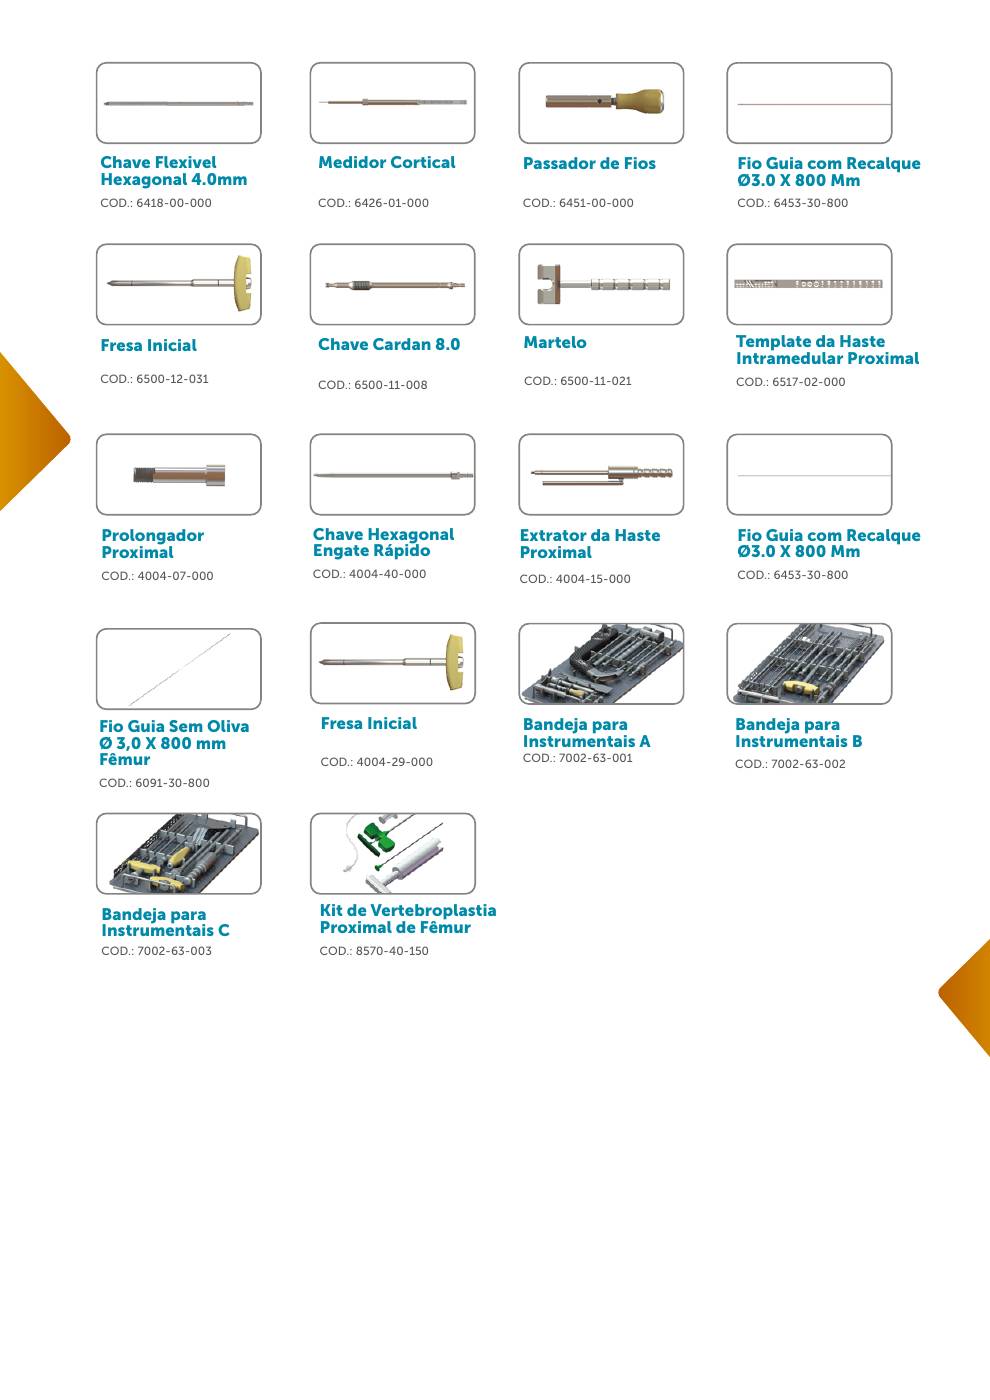 Chave Flexivel
Hexagonal 4.0mm
COD.: 6418-00-000
Medidor Cortical
COD.: 6426-01-000
Passador de Fios
COD.: 6451-00-000
Fio Guia com Recalque
Ø3.0 X 800 Mm
COD.: 6453-30-800
Fresa Inicial
COD.: 6500-12-031
Chave Cardan 8.0
COD.: 6500-11-008
Martelo
COD.: 6500-11-021
Template da Haste
Intramedular Proximal
COD.: 6517-02-000
Prolongador
Proximal
COD.: 4004-07-000
Chave Hexagonal
Engate Rápido
COD.: 4004-40-000
Extrator da Haste
Proximal
COD.: 4004-15-000
Fio Guia com Recalque
Ø3.0 X 800 Mm
COD.: 6453-30-800
Fio Guia Sem Oliva
Ø 3,0 X 800 mm
Fêmur
COD.: 6091-30-800
Fresa Inicial
COD.: 4004-29-000
Bandeja para
Instrumentais A
COD.: 7002-63-001
Bandeja para
Instrumentais B
COD.: 7002-63-002
Bandeja para
Instrumentais C
COD.: 7002-63-003
Kit de Vertebroplastia
Proximal de Fêmur
COD.: 8570-40-150